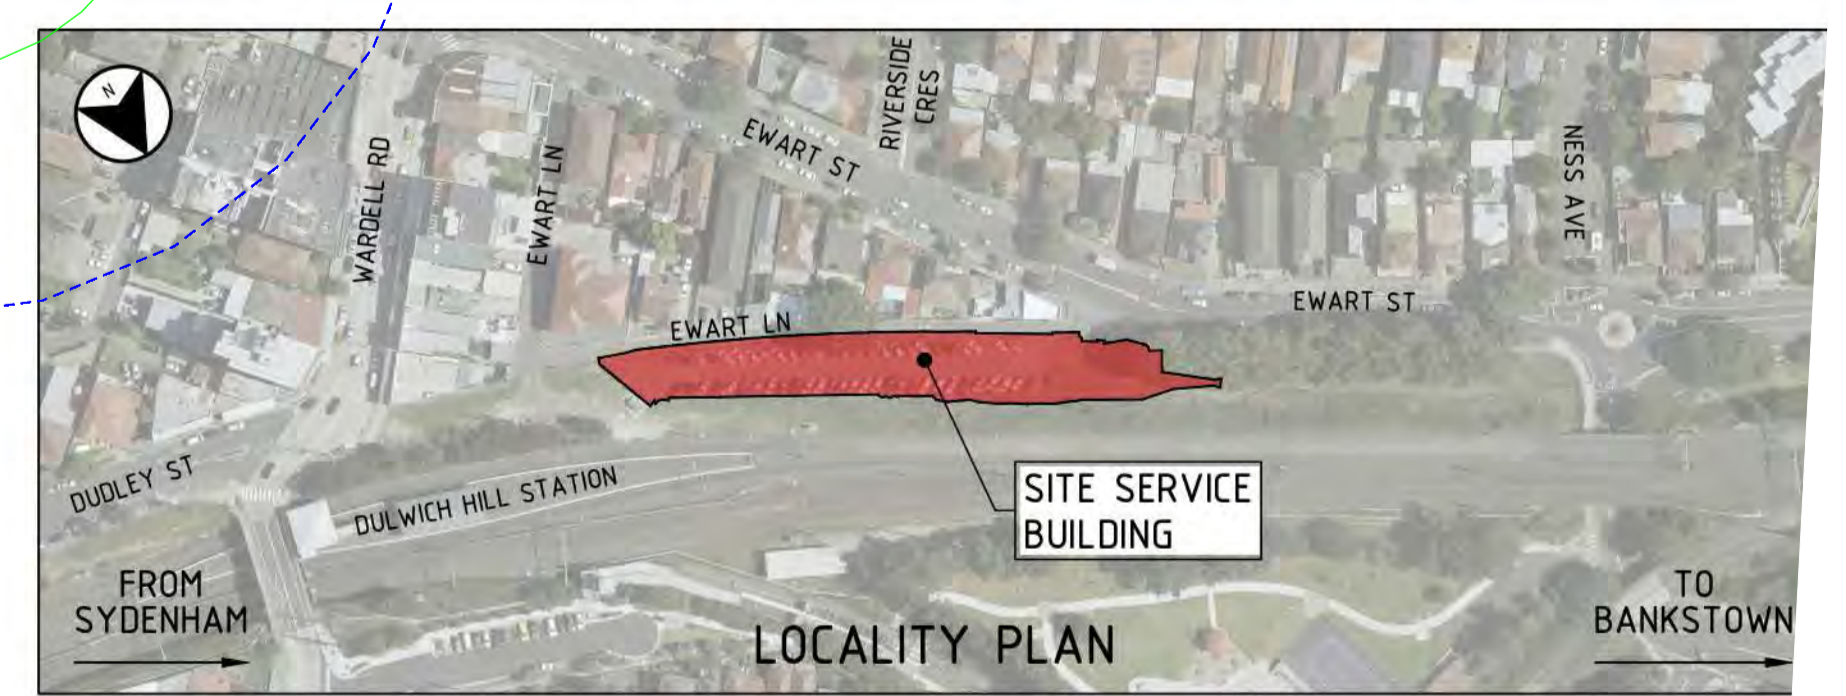 N
WARDELL RD
EWART LN
EWART ST
RIVERSIDE
CRES
NESS AVE
EWART ST
EWART LN
DUDLEY ST
DULWICH HILL STATION
SITE SERVICE
BUILDING
FROM
SYDENHAM
LOCALITY PLAN
TO
BANKSTOWN